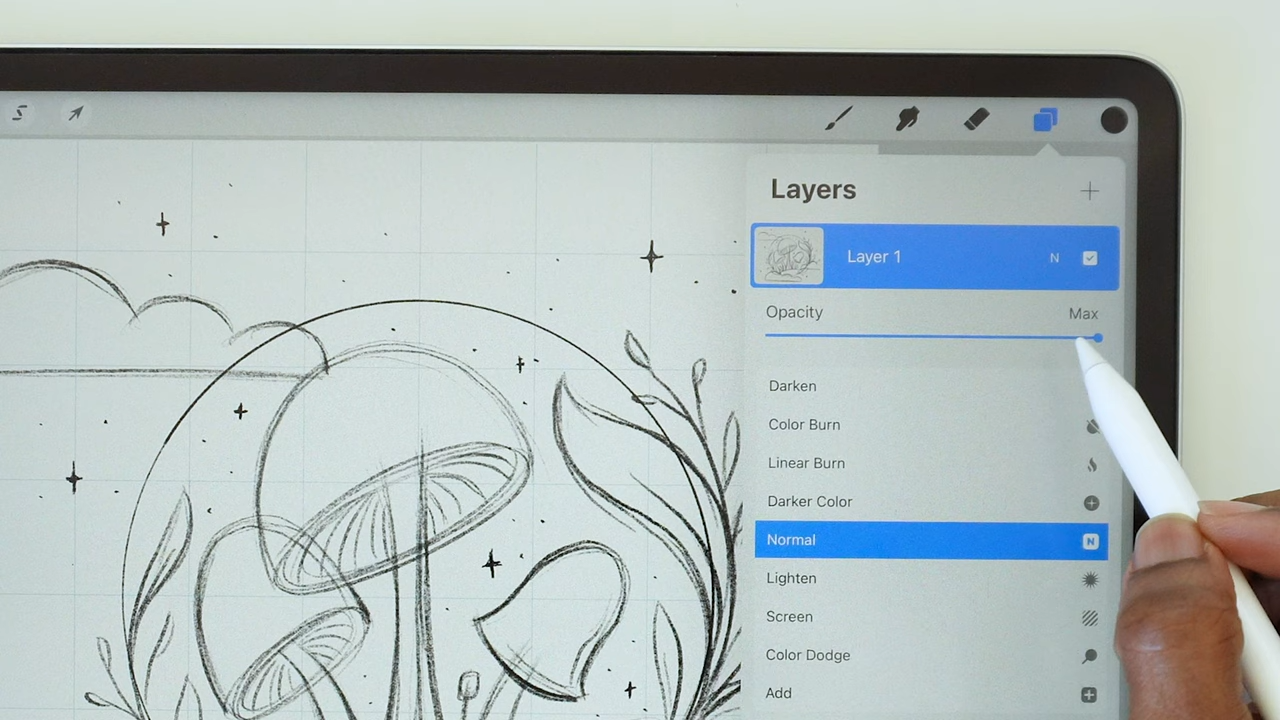 Layers
Layer 1 N
Opacity Max
Darken
Color Burn
Linear Burn
Darker Color
Normal N
Lighten
Screen
Color Dodge
Add